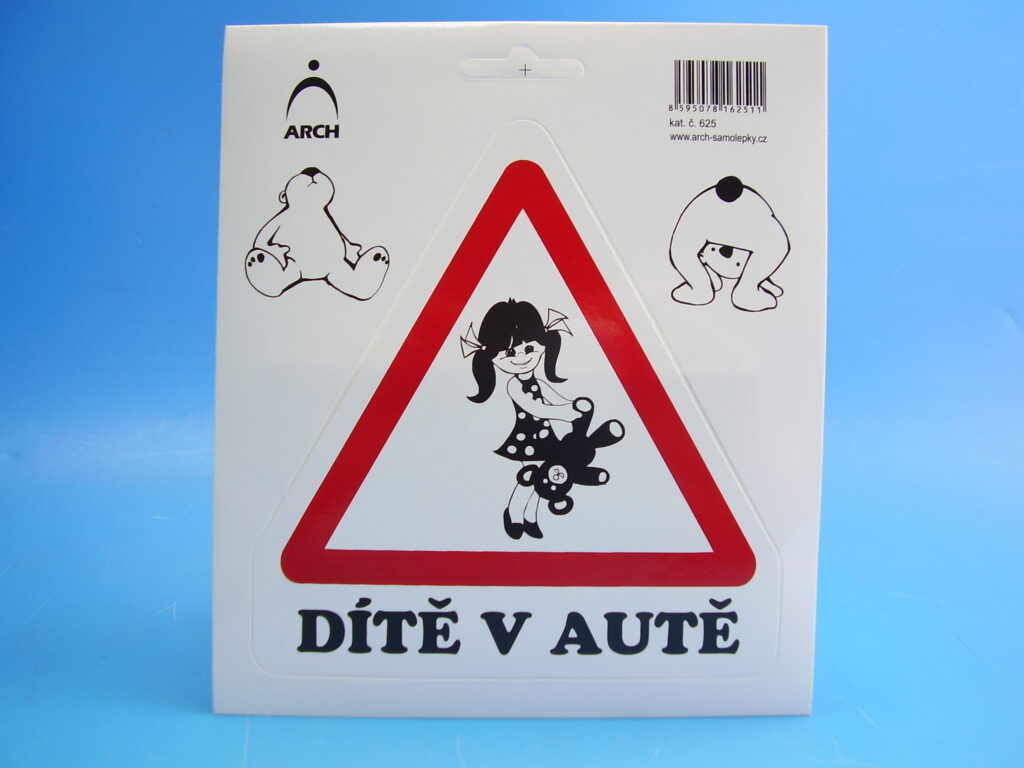 ARCH
8 595078 162511
kat. č. 625
www.arch-samolepky.cz
DÍTĚ V AUTĚ